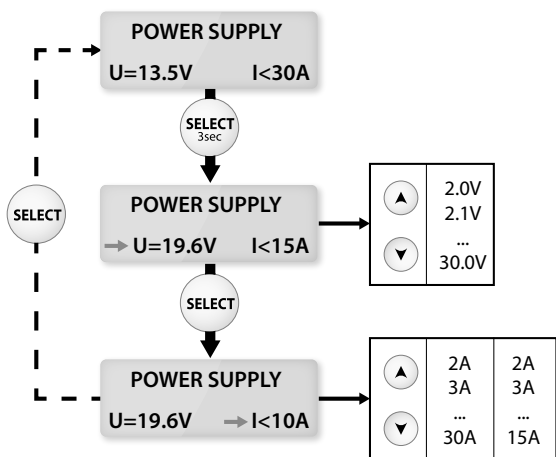 POWER SUPPLY
U=13.5V I<30A
SELECT
3sec
SELECT
POWER SUPPLY
→ U=19.6V I<15A
2.0V
2.1V
...
30.0V
SELECT
POWER SUPPLY
U=19.6V → I<10A
2A 2A
3A 3A
... ...
30A 15A